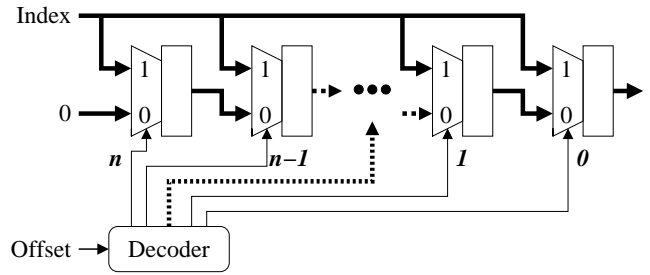 Index
1 1 ••• 1 1
0 0 0 0 0
n n−1 1 0
Offset Decoder